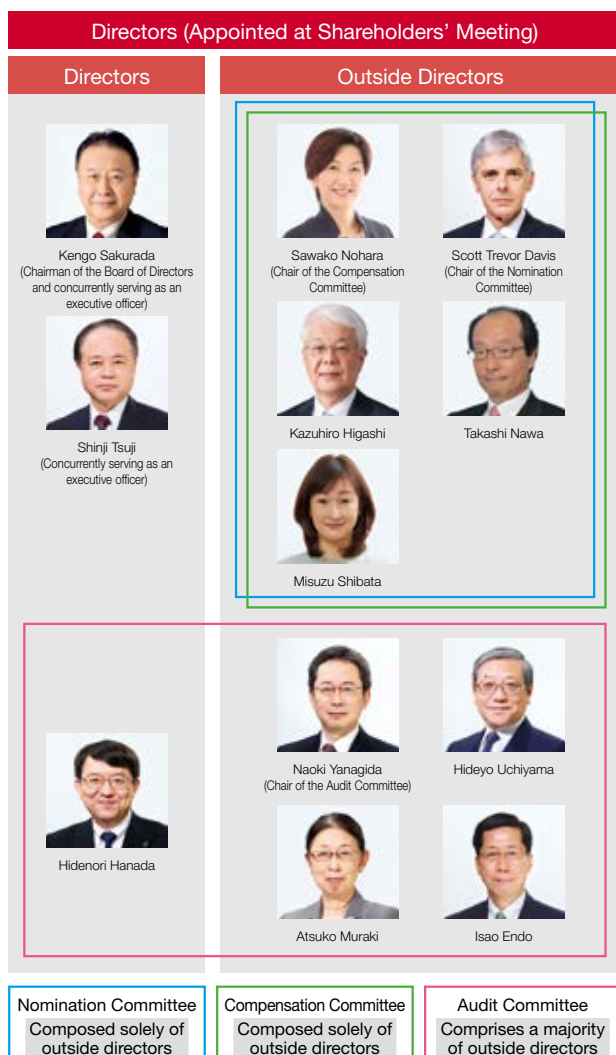 Directors (Appointed at Shareholders' Meeting)
Directors
Outside Directors
Kengo Sakurada
(Chairman of the Board of Directors
and concurrently serving as an
executive officer)
Shinji Tsuji
(Concurrently serving as an
executive officer)
Sawako Nohara
(Chair of the Compensation
Committee)
Scott Trevor Davis
(Chair of the Nomination
Committee)
Kazuhiro Higashi
Takashi Nawa
Misuzu Shibata
Hidenori Hanada
Naoki Yanagida
(Chair of the Audit Committee)
Hideyo Uchiyama
Atsuko Muraki
Isao Endo
Nomination Committee
Composed solely of
outside directors
Compensation Committee
Composed solely of
outside directors
Audit Committee
Comprises a majority
of outside directors